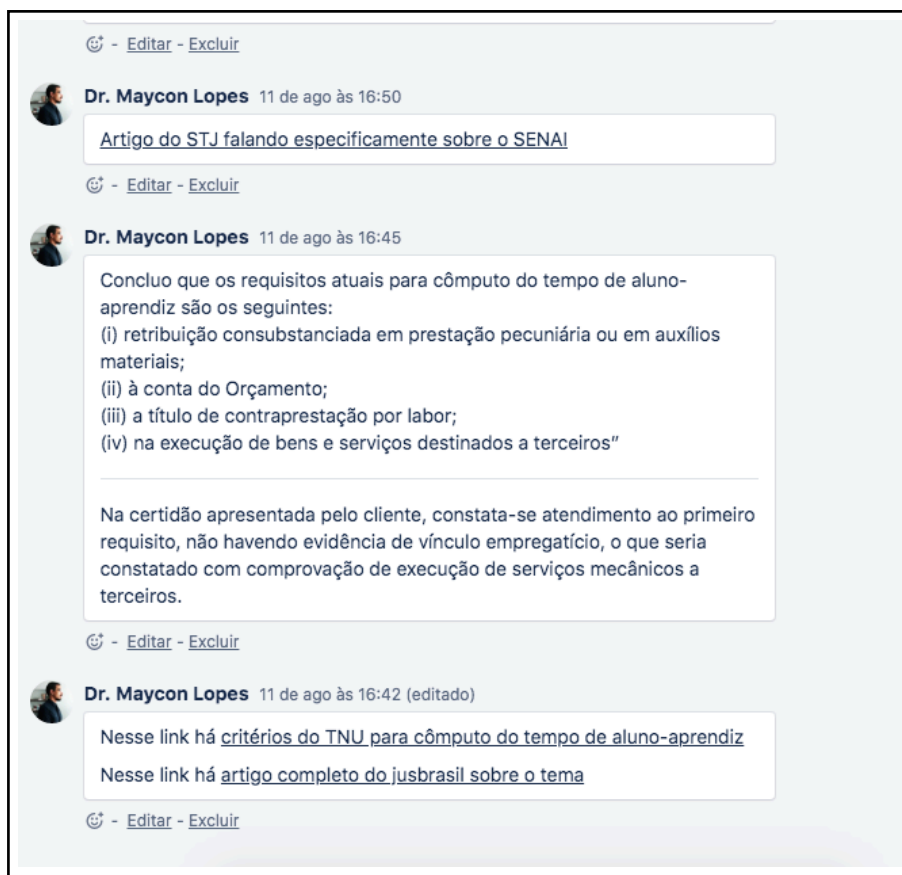 - Editar - Excluir
Dr. Maycon Lopes 11 de ago às 16:50
Artigo do STJ falando especificamente sobre o SENAI
- Editar - Excluir
Dr. Maycon Lopes 11 de ago às 16:45
Concluo que os requisitos atuais para cômputo do tempo de aluno-
aprendiz são os seguintes:
(i) retribuição consubstanciada em prestação pecuniária ou em auxílios
materiais;
(ii) à conta do Orçamento;
(iii) a título de contraprestação por labor;
(iv) na execução de bens e serviços destinados a terceiros”
Na certidão apresentada pelo cliente, constata-se atendimento ao primeiro
requisito, não havendo evidência de vínculo empregatício, o que seria
constatado com comprovação de execução de serviços mecânicos a
terceiros.
- Editar - Excluir
Dr. Maycon Lopes 11 de ago às 16:42 (editado)
Nesse link há critérios do TNU para cômputo do tempo de aluno-aprendiz
Nesse link há artigo completo do jusbrasil sobre o tema
- Editar - Excluir